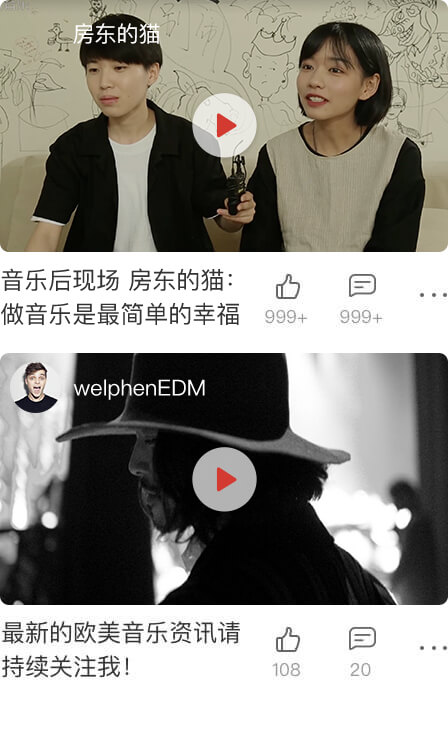 房东的猫
音乐后现场 房东的猫：
做音乐是最简单的幸福
999+
999+
welphenEDM
最新的欧美音乐资讯请
持续关注我！
108
20